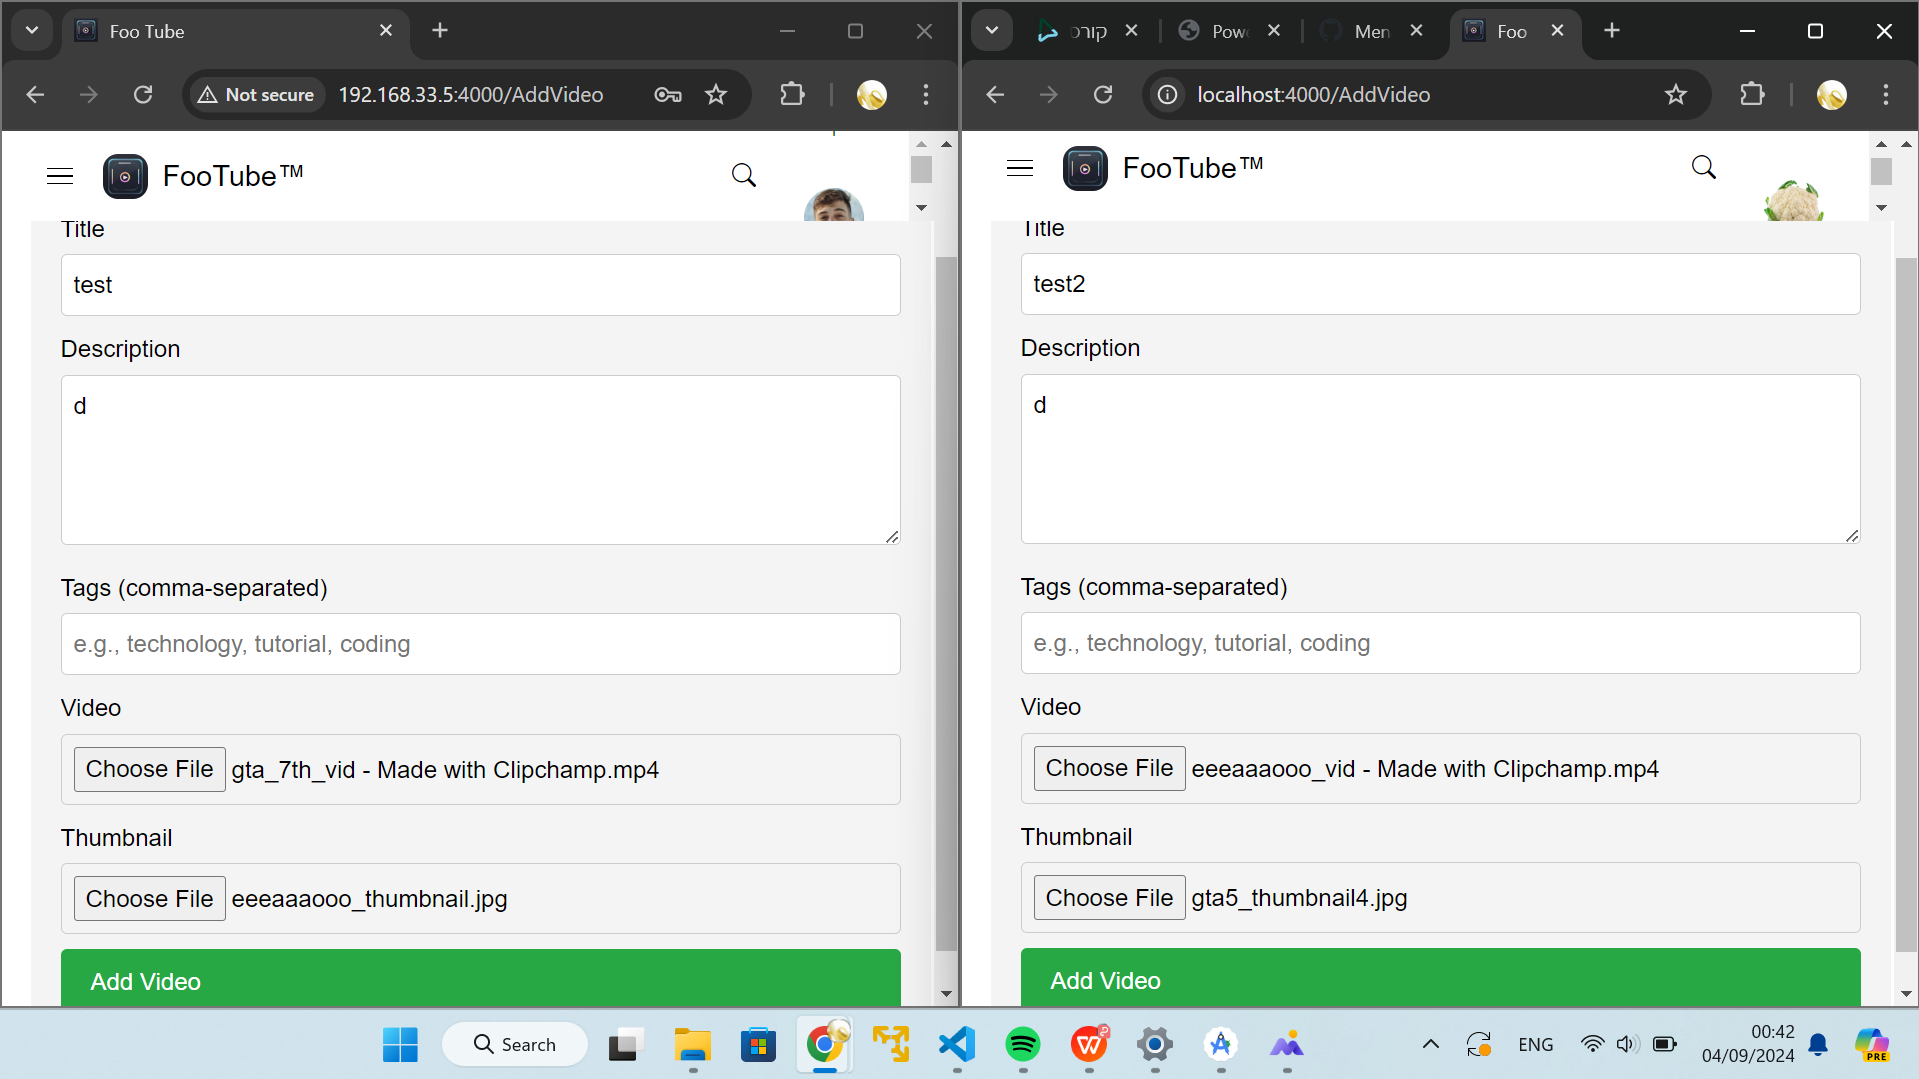 Foo Tube
Not secure
192.168.33.5:4000/AddVideo
FooTube™
Title
test
Description
d
Tags (comma-separated)
e.g., technology, tutorial, coding
Video
Choose File gta_7th_vid - Made with Clipchamp.mp4
Thumbnail
Choose File eeeaaaooo_thumbnail.jpg
Add Video
קורס Pow Men Foo
localhost:4000/AddVideo
FooTube™
Title
test2
Description
d
Tags (comma-separated)
e.g., technology, tutorial, coding
Video
Choose File eeeaaaooo_vid - Made with Clipchamp.mp4
Thumbnail
Choose File gta5_thumbnail4.jpg
Add Video
Search
ENG
00:42
04/09/2024
PRE